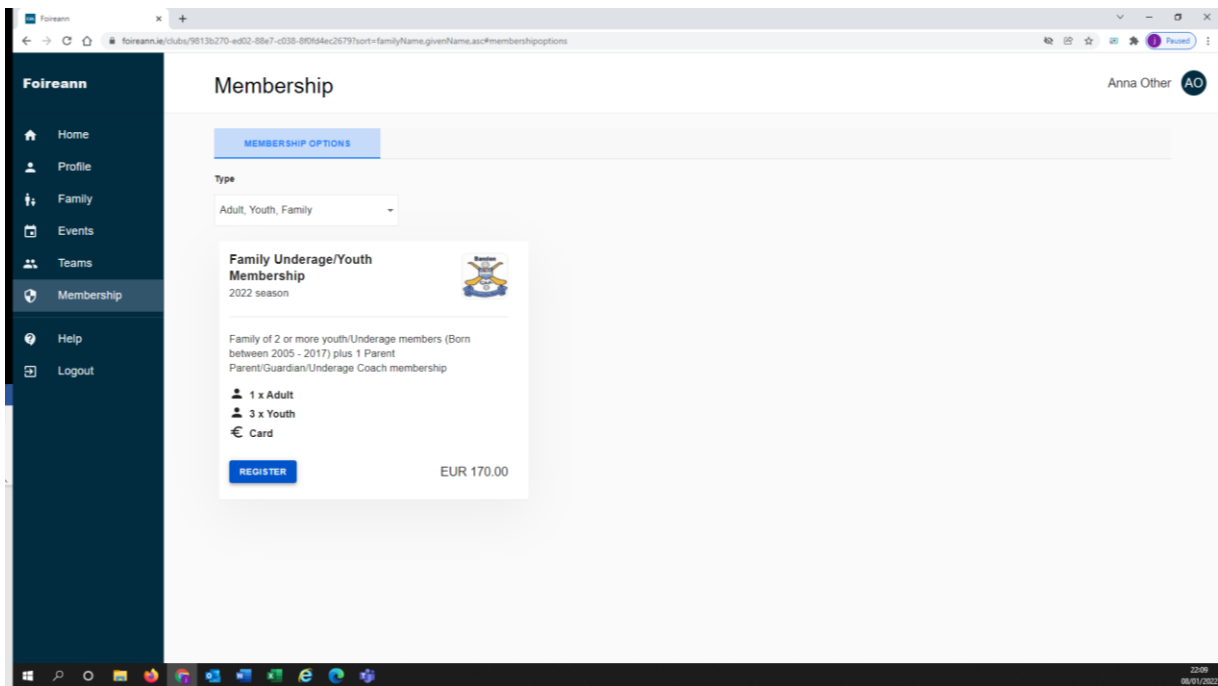 Foireann
foireann.ie/clubs/9813b270-ed02-88e7-c038-8f0fd4ec2679?sort=familyName,givenName,asc#membershipoptions
Paused
Foireann
Membership
Anna Other
AO
Home
Profile
Family
Events
Teams
Membership
Help
Logout
MEMBERSHIP OPTIONS
Type
Adult, Youth, Family
Family Underage/Youth
Membership
2022 season
Bandon
GAA
Family of 2 or more youth/Underage members (Born
between 2005 - 2017) plus 1 Parent
Parent/Guardian/Underage Coach membership
1 x Adult
3 x Youth
€ Card
REGISTER
EUR 170.00
22:09
08/01/2022